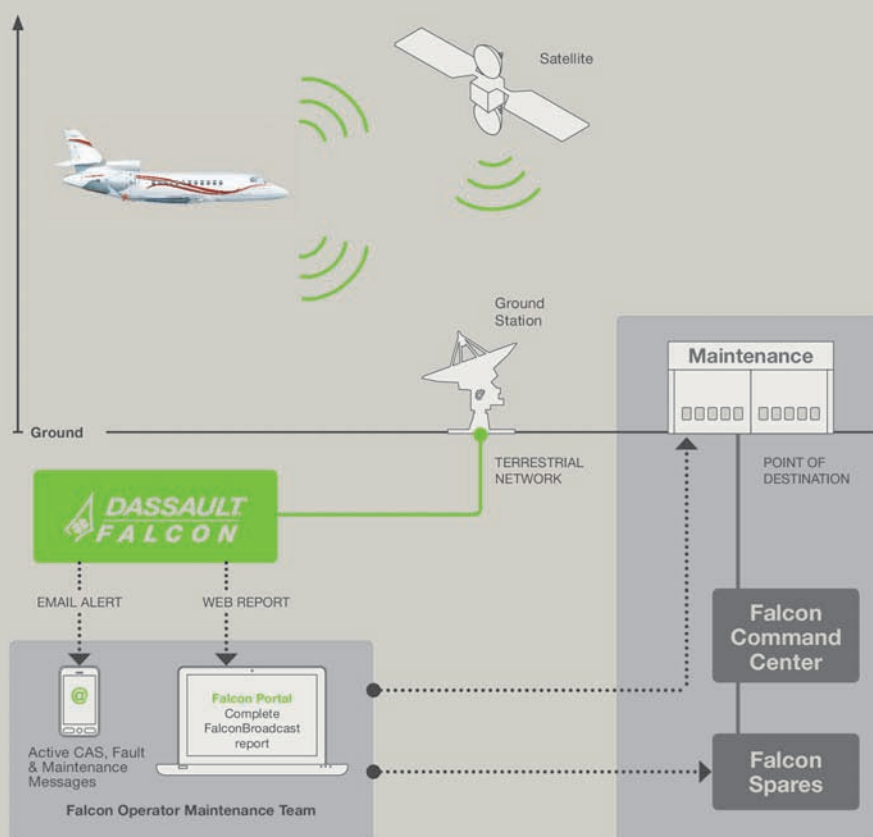 Satellite
Ground
Station
Maintenance
Ground
TERRESTRIAL
NETWORK
POINT OF
DESTINATION
DASSAULT
FALCON
EMAIL ALERT
WEB REPORT
Falcon
Command
Center
@
Falcon Portal
Complete
FalconBroadcast
report
Active CAS, Fault
& Maintenance
Messages
Falcon
Spares
Falcon Operator Maintenance Team